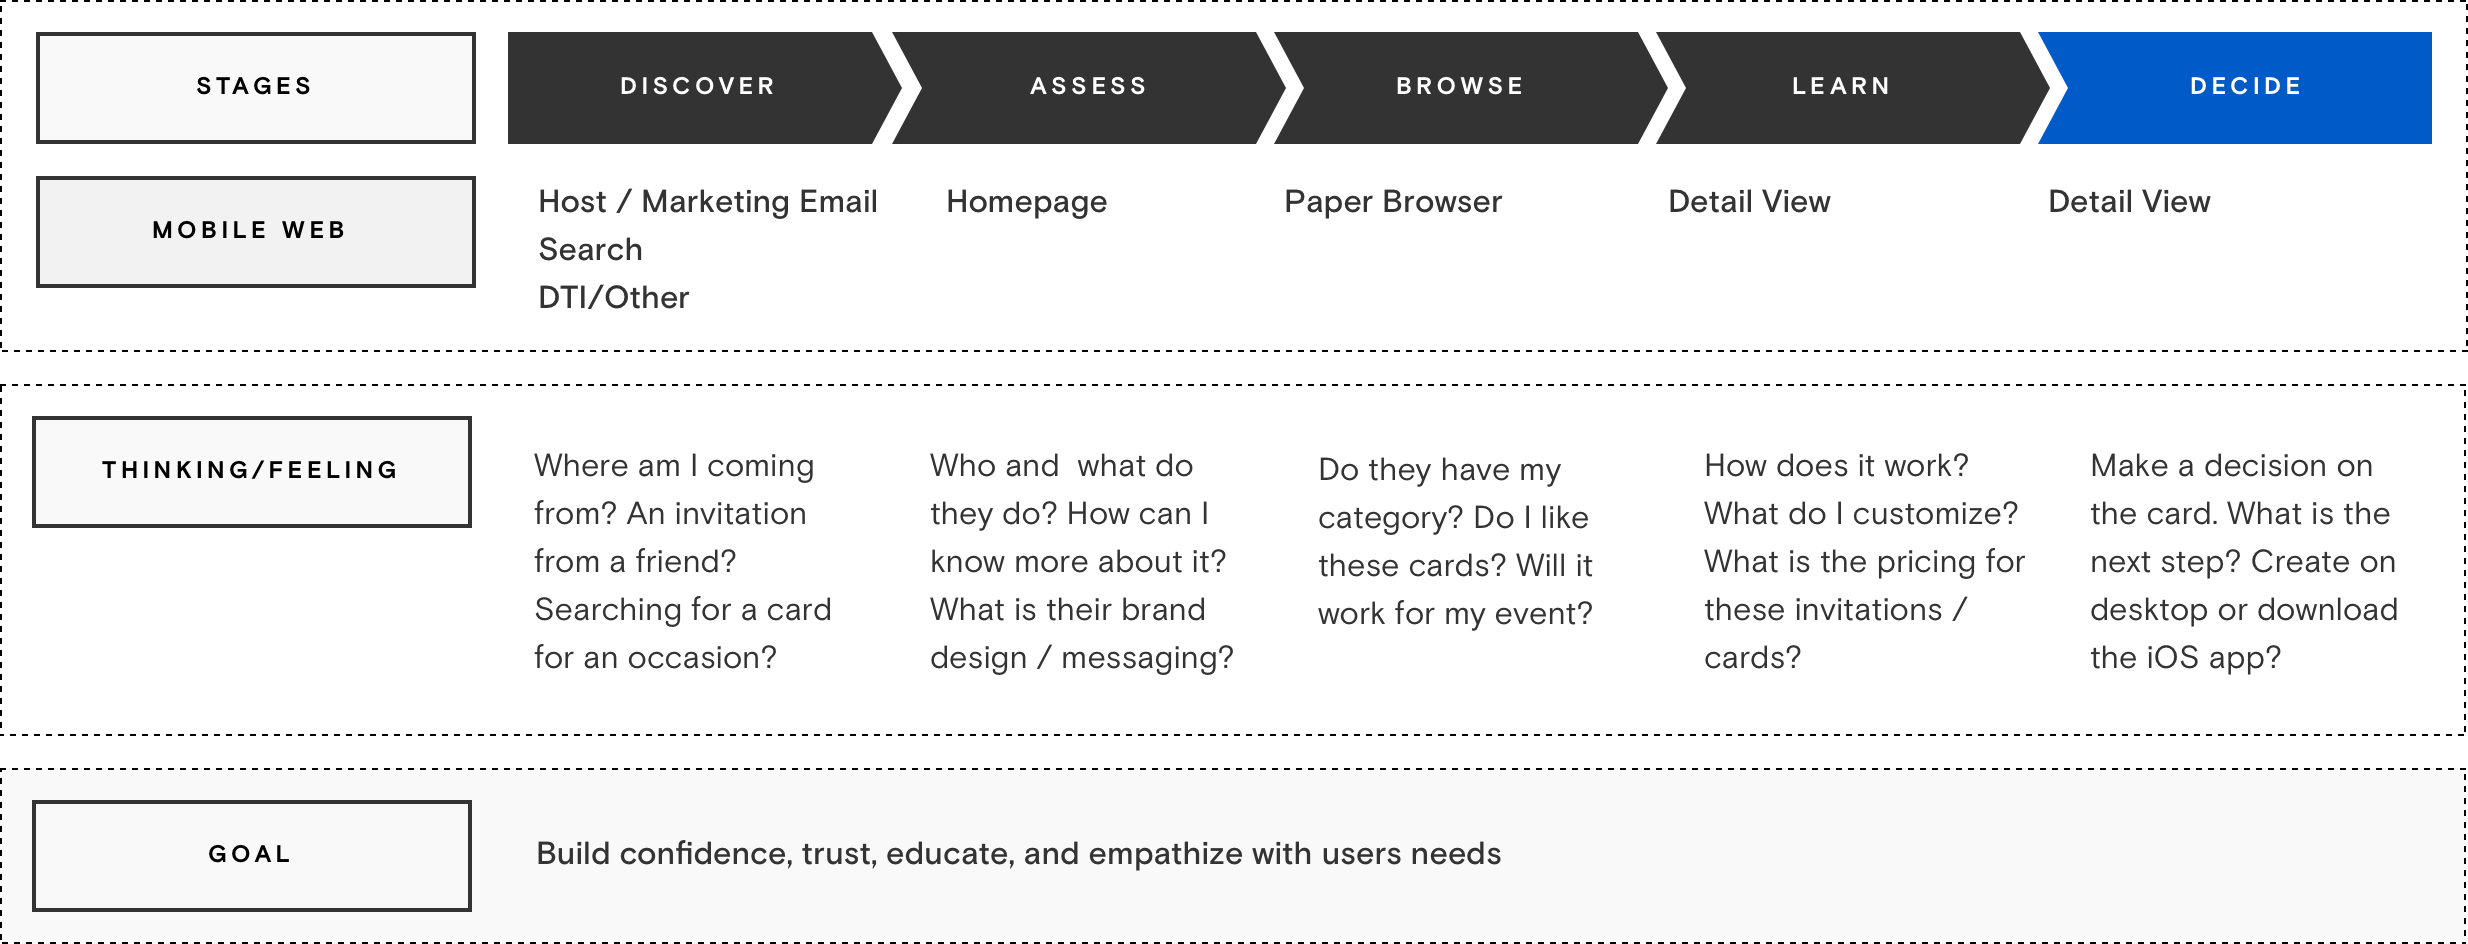 STAGES
DISCOVER
ASSESS
BROWSE
LEARN
DECIDE
MOBILE WEB
Host / Marketing Email
Search
DTI/Other
Homepage
Paper Browser
Detail View
Detail View
THINKING/FEELING
Where am I coming
from? An invitation
from a friend?
Searching for a card
for an occasion?
Who and  what do
they do? How can I
know more about it?
What is their brand
design / messaging?
Do they have my
category? Do I like
these cards? Will it
work for my event?
How does it work?
What do I customize?
What is the pricing for
these invitations /
cards?
Make a decision on
the card. What is the
next step? Create on
desktop or download
the iOS app?
GOAL
Build confidence, trust, educate, and empathize with users needs